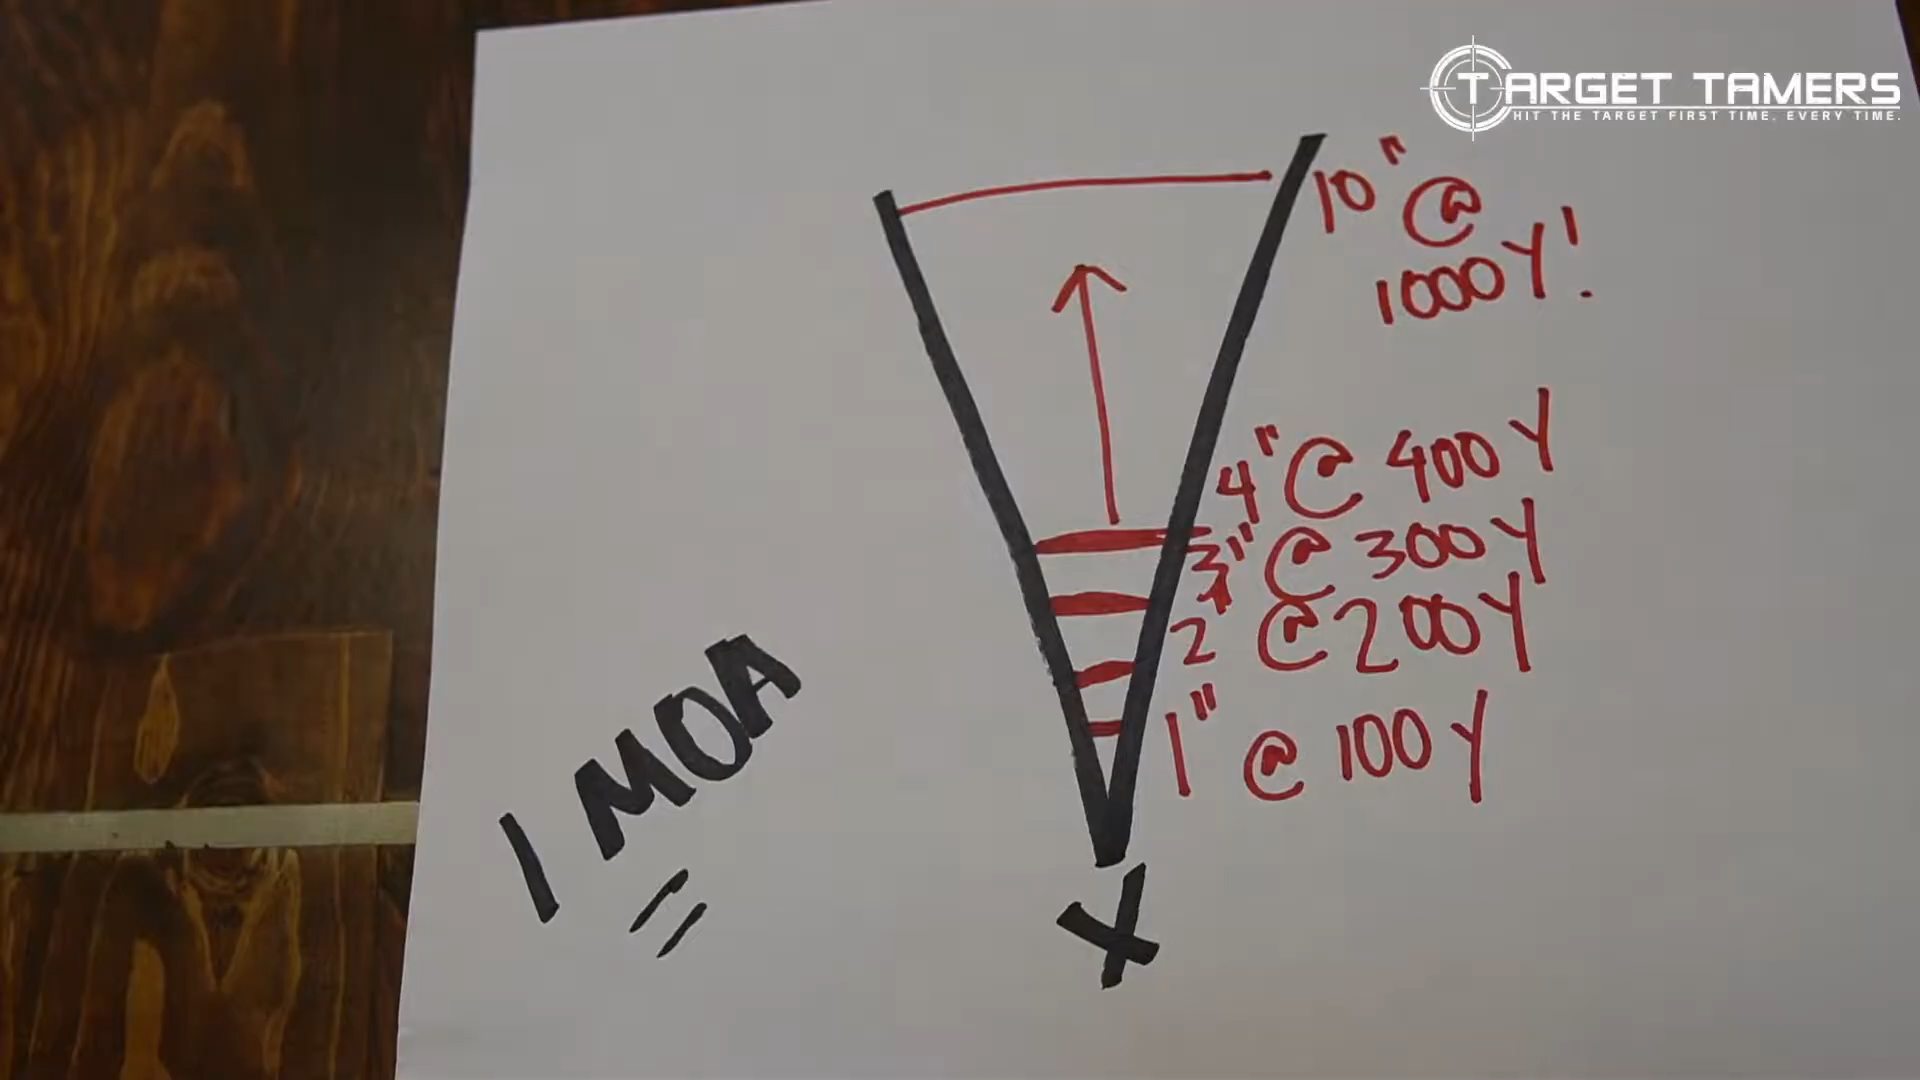 TARGET TAMERS
HIT THE TARGET FIRST TIME. EVERY TIME.
10" @
1000Y!
4" @ 400Y
3" @ 300Y
2" @ 200Y
1" @ 100Y
1 MOA
=
X